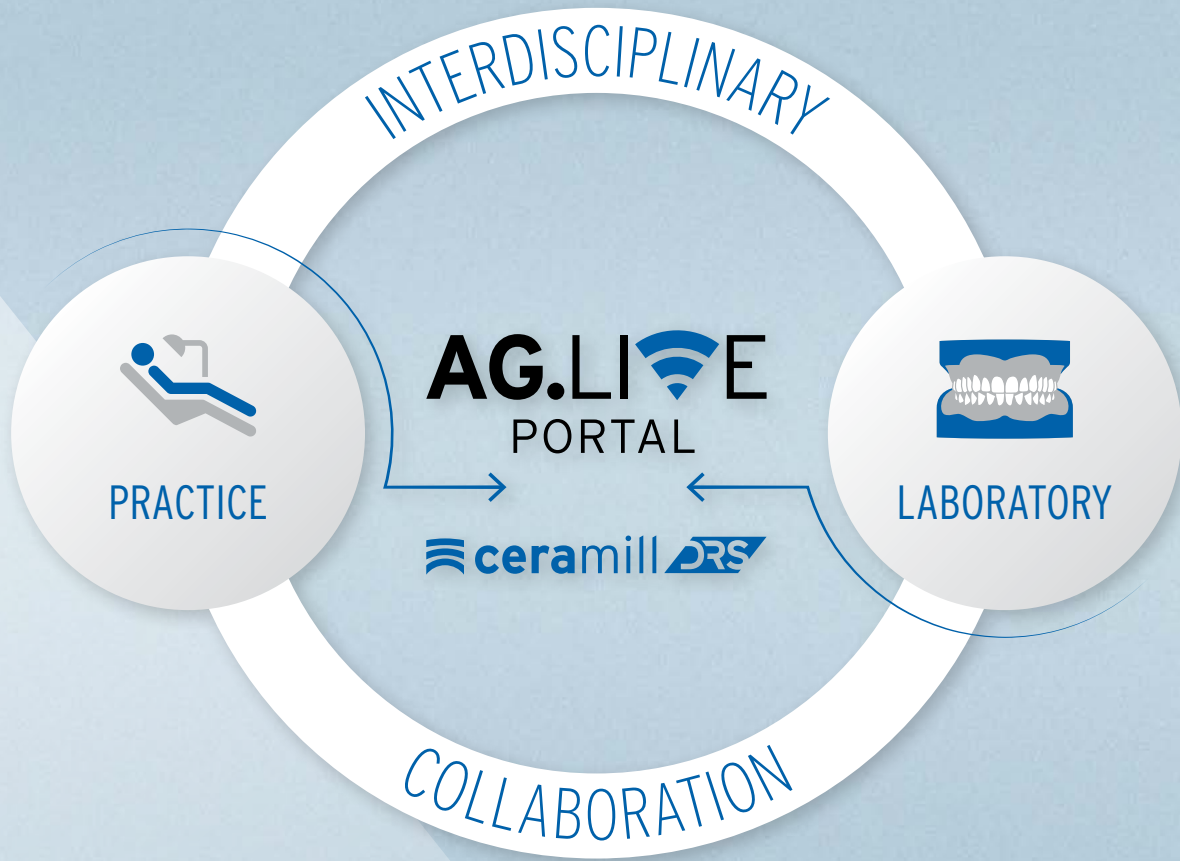 INTERDISCIPLINARY
AG.LIVE
PORTAL
PRACTICE
LABORATORY
ceramill DRS
COLLABORATION